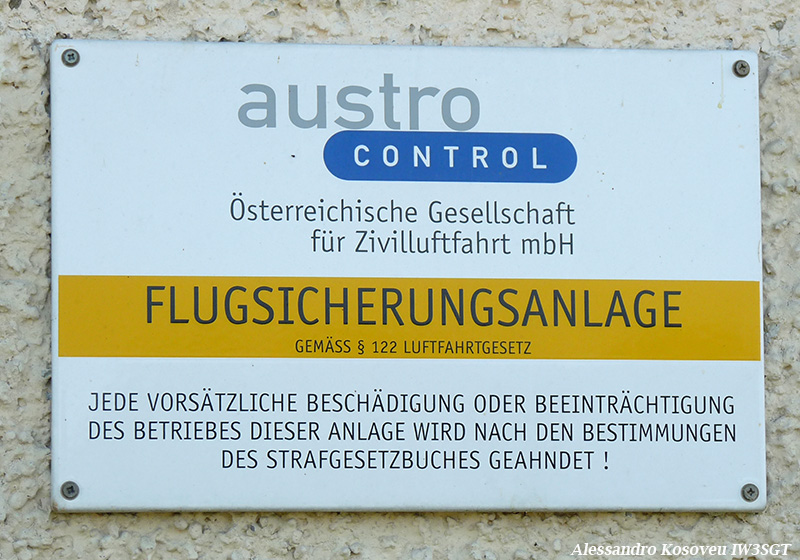 austro
CONTROL
Österreichische Gesellschaft
für Zivilluftfahrt mbH
FLUGSICHERUNGSANLAGE
GEMÄSS § 122 LUFTFAHRTGESETZ
JEDE VORSÄTZLICHE BESCHÄDIGUNG ODER BEEINTRÄCHTIGUNG
DES BETRIEBES DIESER ANLAGE WIRD NACH DEN BESTIMMUNGEN
DES STRAFGESETZBUCHES GEAHNDET !
Alessandro Kosoveu IW3SGT